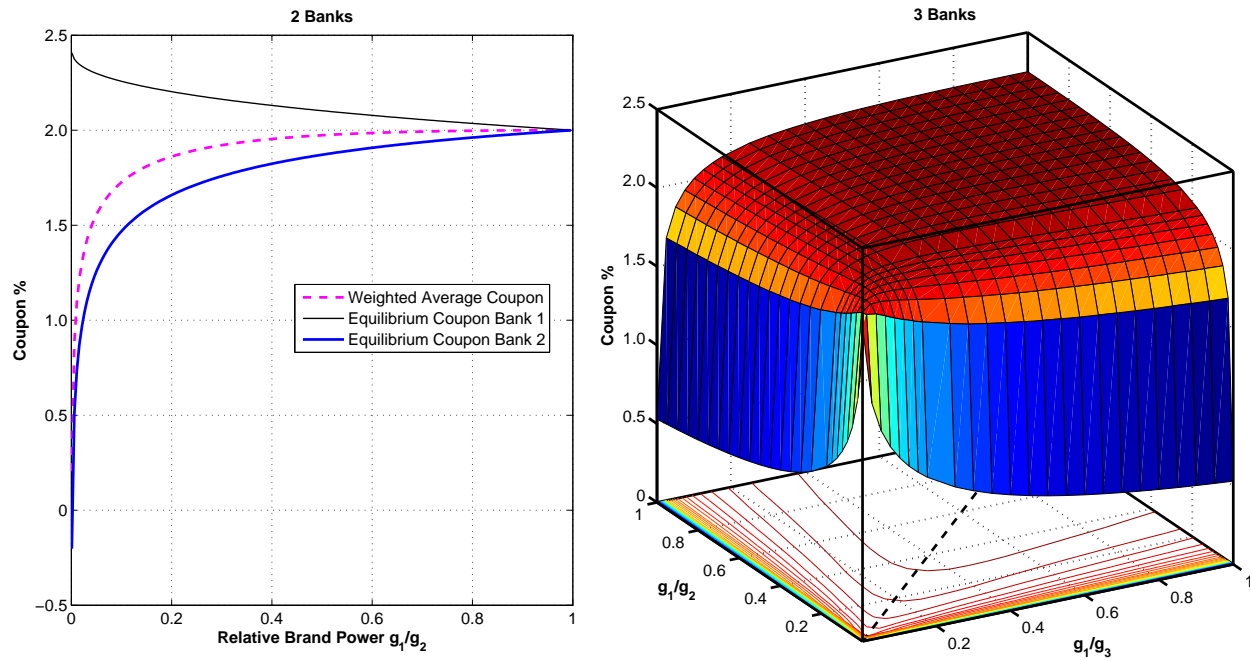 2 Banks
2.5
2.0
1.5
1.0
0.5
0
−0.5
Coupon %
0
0.2
0.4
0.6
0.8
1
Relative Brand Power g1/g2
Weighted Average Coupon
Equilibrium Coupon Bank 1
Equilibrium Coupon Bank 2
3 Banks
2.5
2.0
1.5
1.0
0.5
0
Coupon %
1
0.8
0.6
0.4
0.2
g1/g2
0.2
0.4
0.6
0.8
1
g1/g3